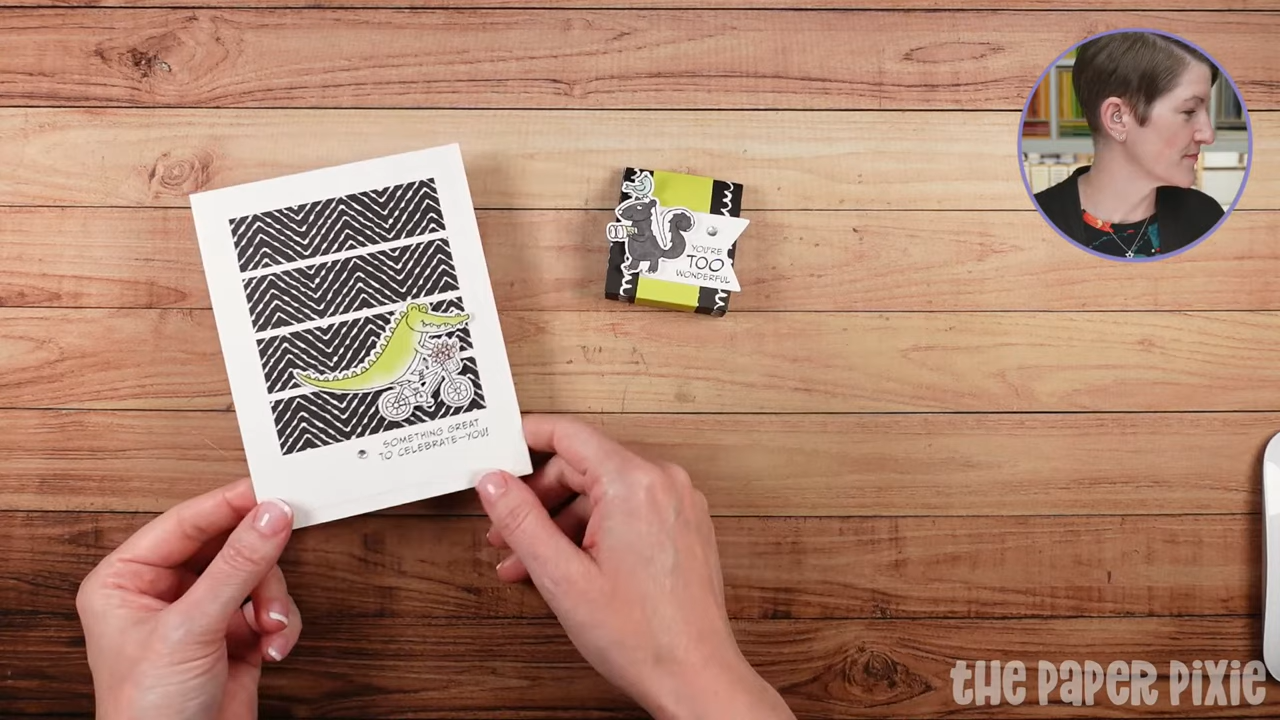 YOU'RE
TOO
WONDERFUL
SOMETHING GREAT
TO CELEBRATE—YOU!
the paper pixie